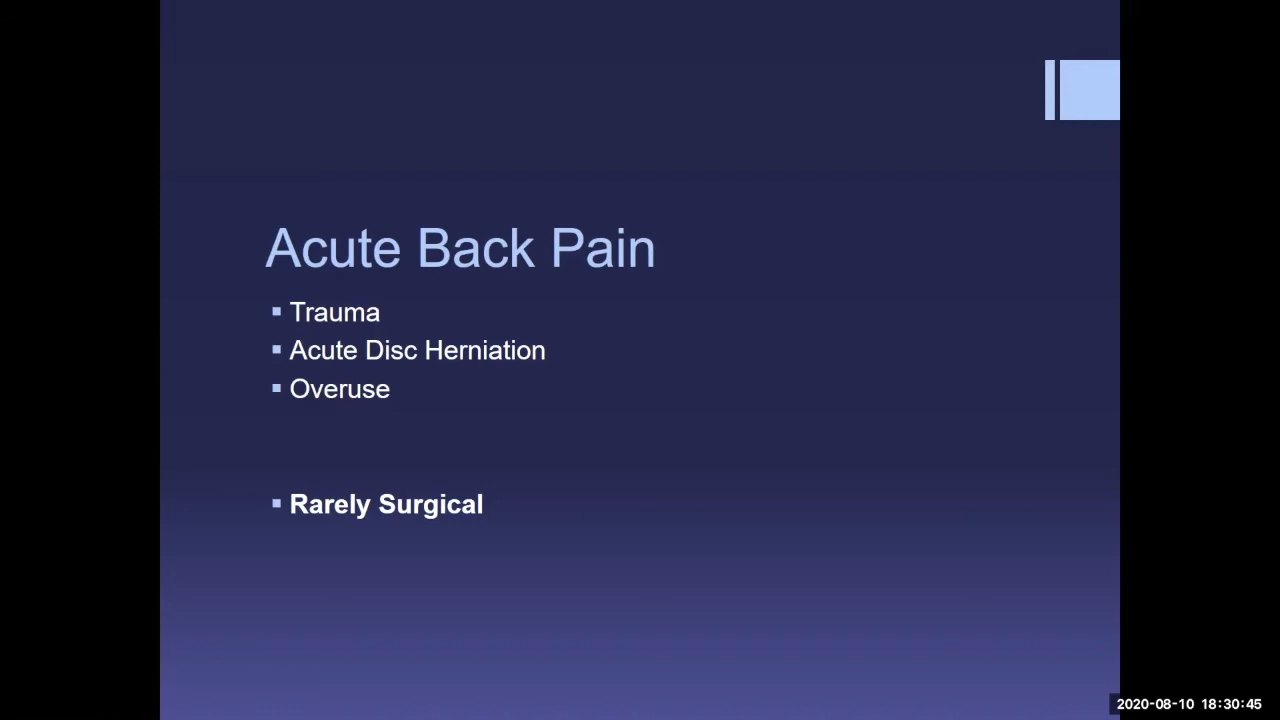 Acute Back Pain
Trauma
Acute Disc Herniation
Overuse
Rarely Surgical
2020-08-10 18:30:45